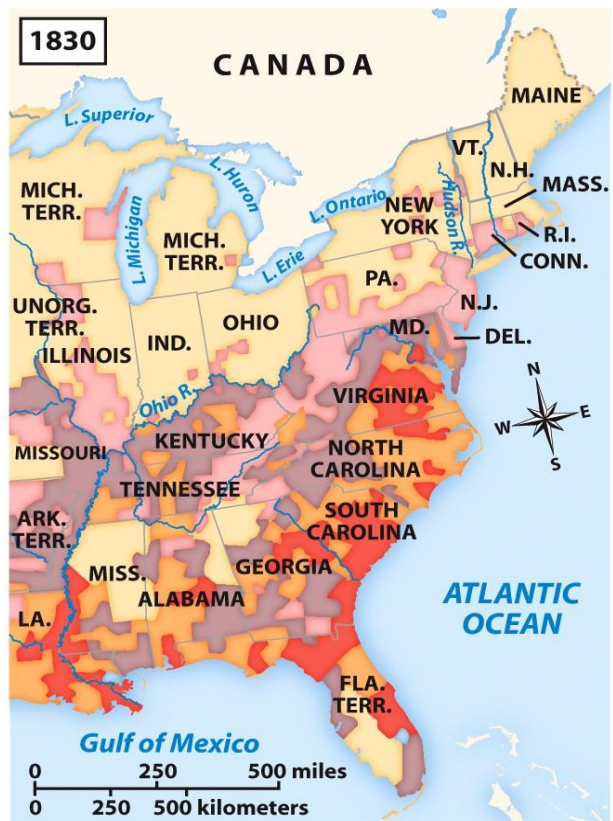 1830
CANADA
L. Superior
MAINE
VT.
N.H.
L. Huron
MASS.
MICH.
TERR.
L. Michigan
L. Ontario
NEW
YORK
Hudson R.
MICH.
TERR.
R.I.
L. Erie
CONN.
PA.
UNORG.
TERR.
N.J.
OHIO
MD.
DEL.
ILLINOIS
IND.
Ohio R.
VIRGINIA
N
W
E
S
MISSOURI
KENTUCKY
NORTH
CAROLINA
TENNESSEE
ARK.
TERR.
SOUTH
CAROLINA
MISS.
GEORGIA
ALABAMA
ATLANTIC
OCEAN
LA.
FLA.
TERR.
Gulf of Mexico
0 250 500 miles
0 250 500 kilometers